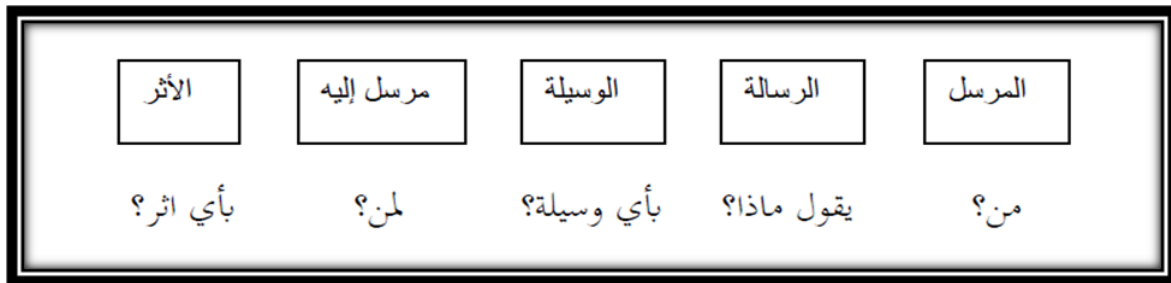 المرسل الرسالة الوسيلة مرسل إليه الأثر
من؟ يقول ماذا؟ بأي وسيلة؟ لمن؟ بأي اثر؟